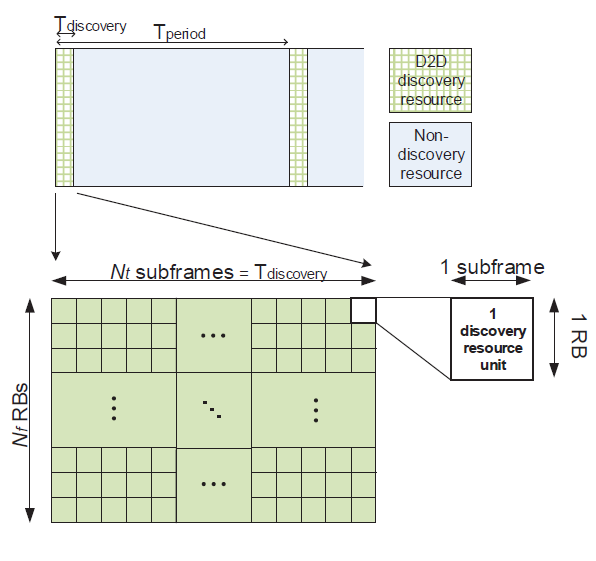 Tdiscovery
Tperiod
D2D
discovery
resource
Non-
discovery
resource
Nt subframes = Tdiscovery
1 subframe
1
discovery
resource
unit
1 RB
Nf RBs